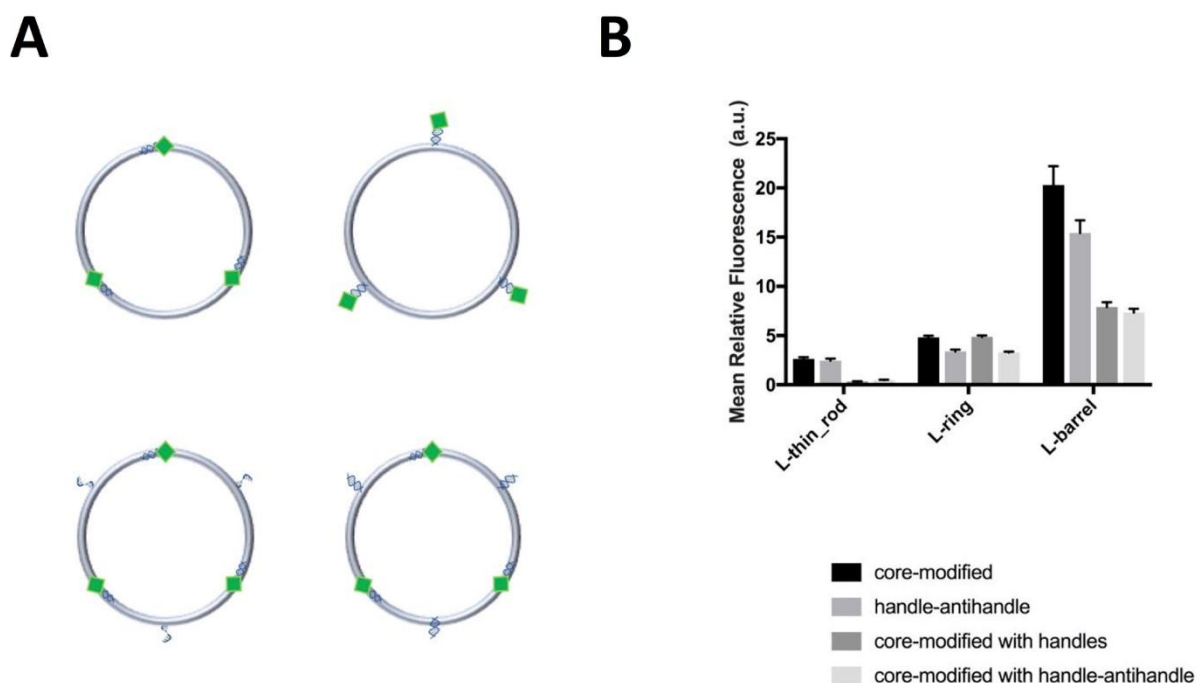 A
B
Mean Relative Fluorescence (a.u.)
25
20
15
10
5
0
L-thin_rod
L-ring
L-barrel
core-modified
handle-antihandle
core-modified with handles
core-modified with handle-antihandle